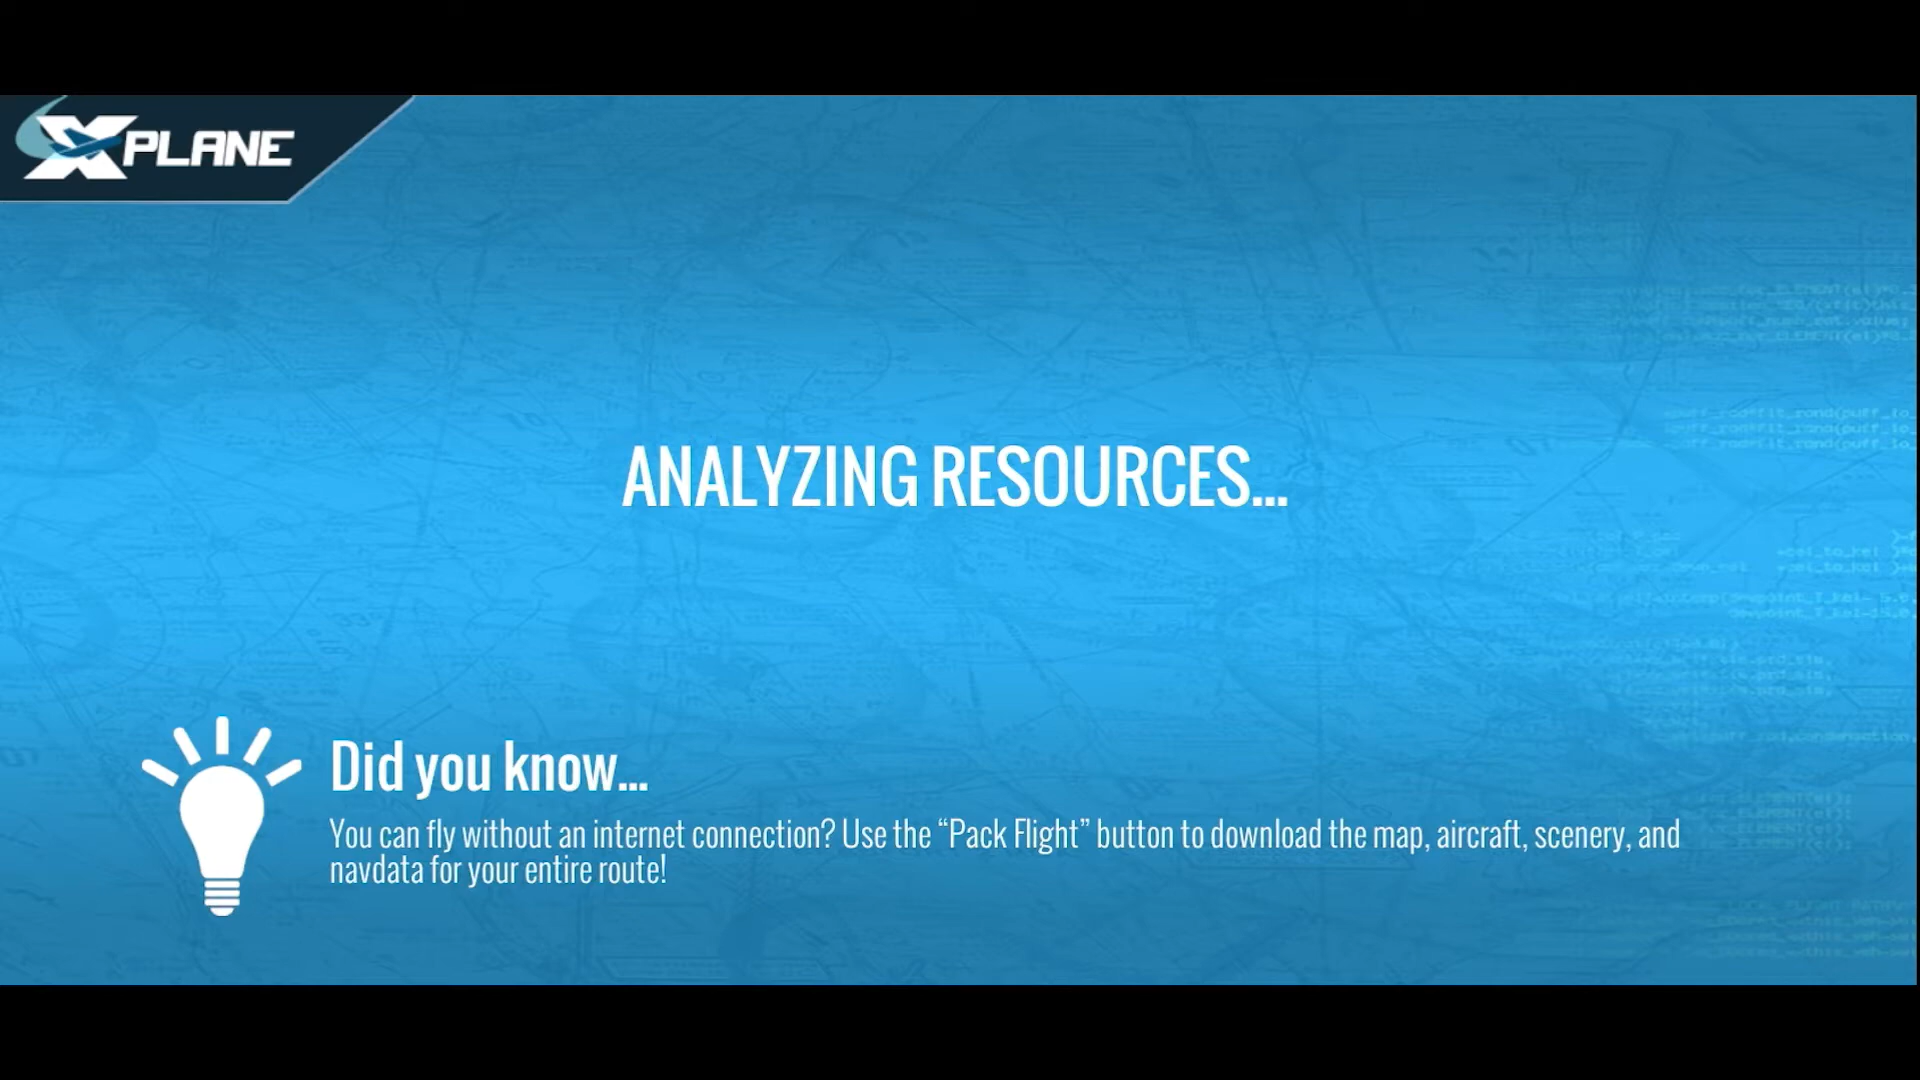 X PLANE
ANALYZING RESOURCES...
Did you know...
You can fly without an internet connection? Use the “Pack Flight” button to download the map, aircraft, scenery, and
navdata for your entire route!